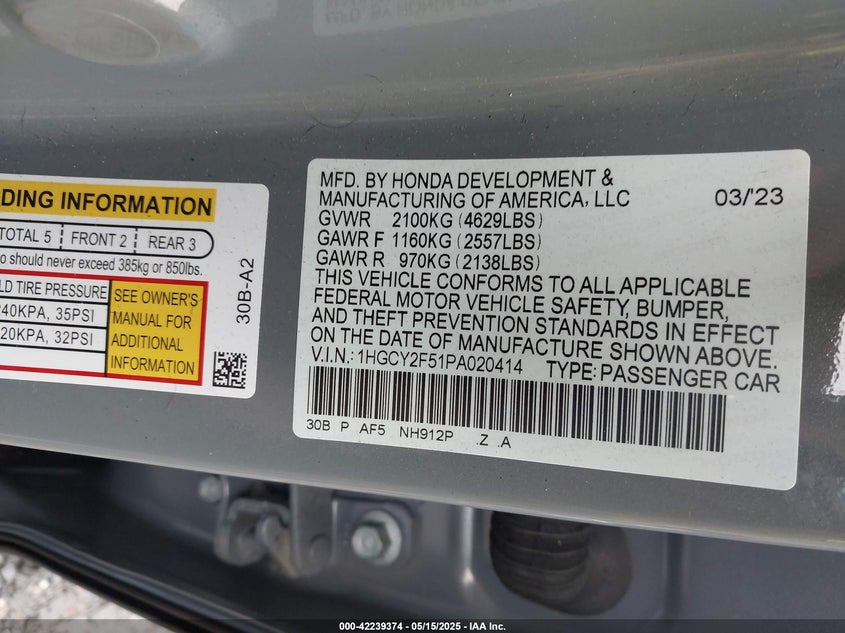 DING INFORMATION
TOTAL 5 FRONT 2 REAR 3
o should never exceed 385kg or 850lbs.
LD TIRE PRESSURE
240KPA, 35PSI
20KPA, 32PSI
SEE OWNER'S
MANUAL FOR
ADDITIONAL
INFORMATION
30B-A2
MFD. BY HONDA DEVELOPMENT &
MANUFACTURING OF AMERICA, LLC 03/'23
GVWR 2100KG (4629LBS)
GAWR F 1160KG (2557LBS)
GAWR R 970KG (2138LBS)
THIS VEHICLE CONFORMS TO ALL APPLICABLE
FEDERAL MOTOR VEHICLE SAFETY, BUMPER,
AND THEFT PREVENTION STANDARDS IN EFFECT
ON THE DATE OF MANUFACTURE SHOWN ABOVE.
V.I.N.: 1HGCY2F51PA020414 TYPE: PASSENGER CAR
30B P AF5 NH912P .Z .A
000-42239374 05/15/2025 - IAA Inc.